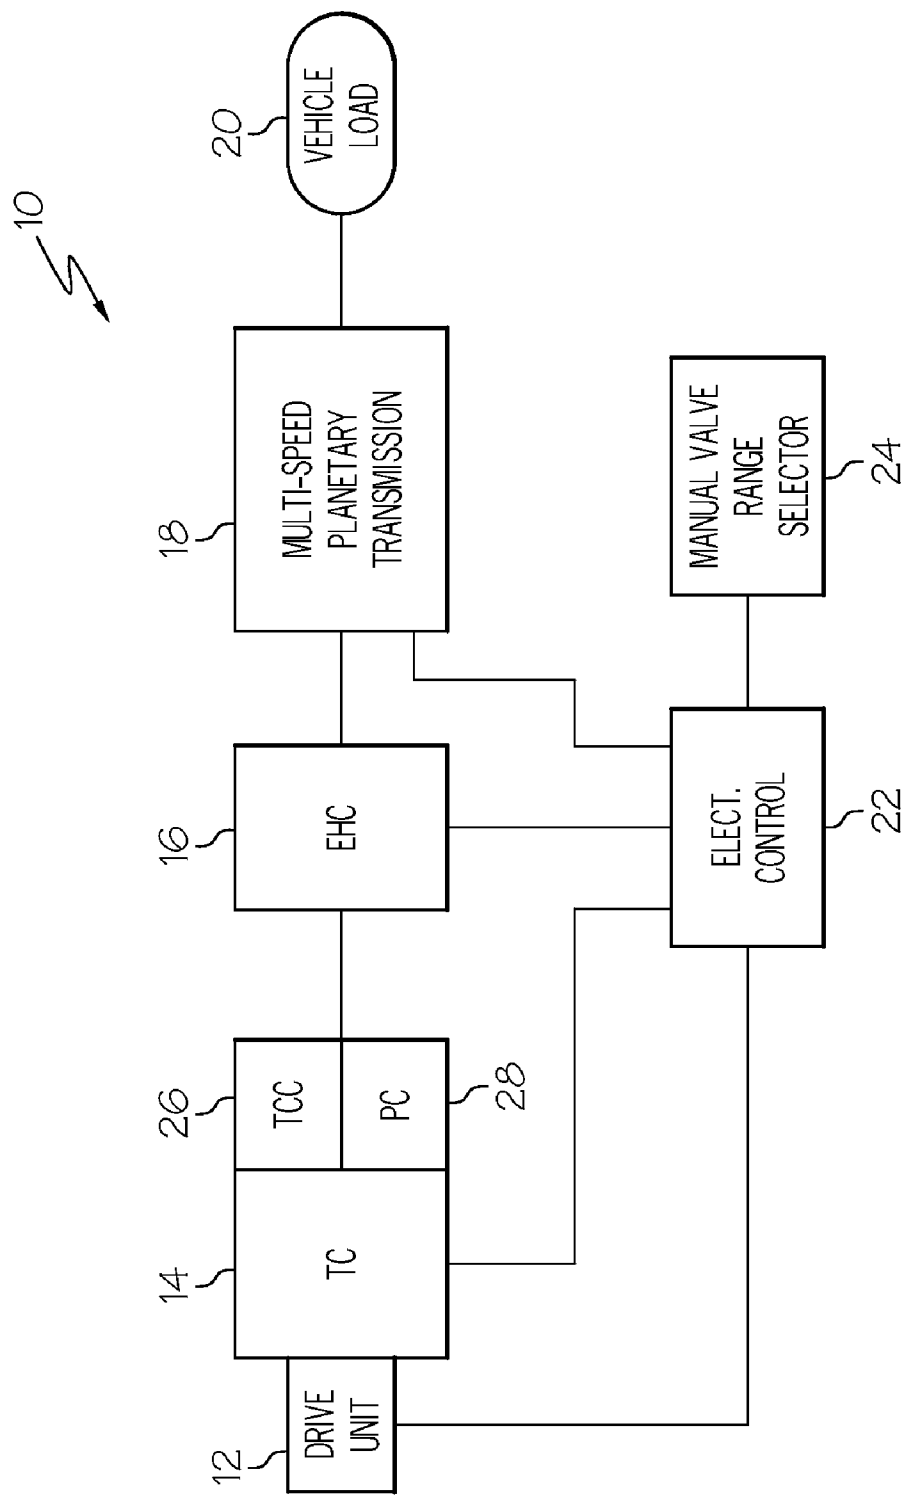 10
12
DRIVE
UNIT
14
TC
26
TCC
PC
28
16
EHC
18
MULTI-SPEED
PLANETARY
TRANSMISSION
20
VEHICLE
LOAD
ELECT.
CONTROL
22
MANUAL VALVE
RANGE
SELECTOR
24